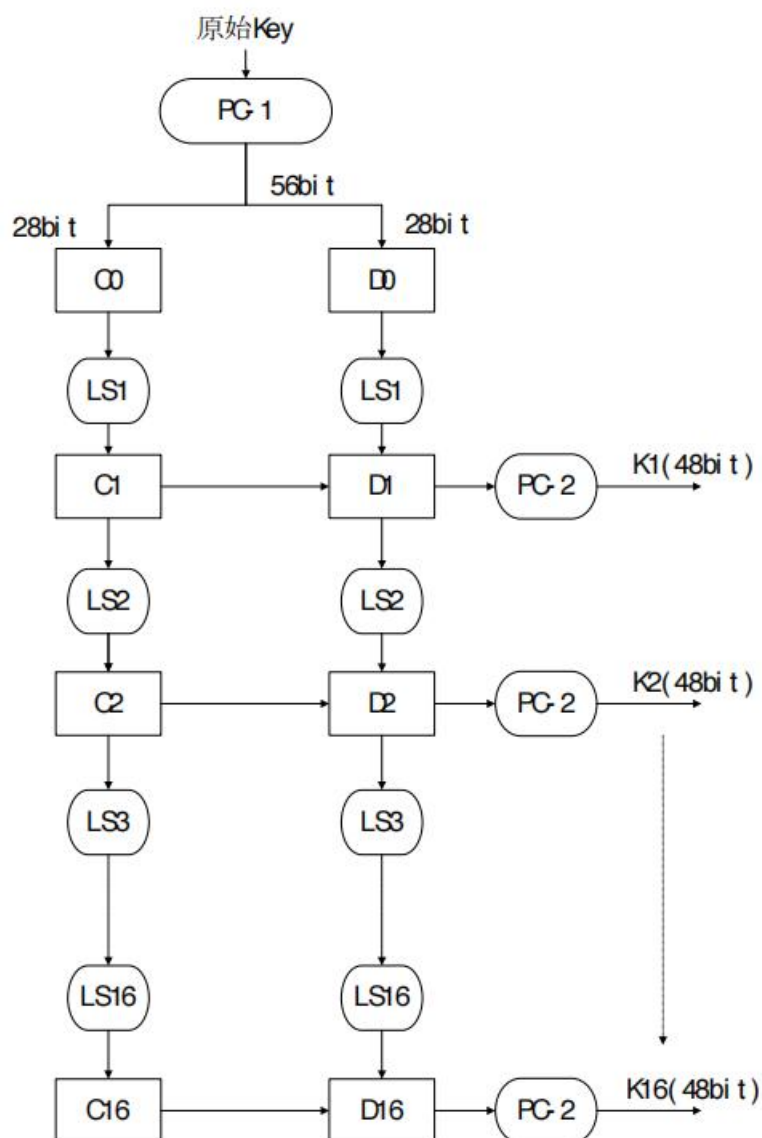 原始Key
PC-1
56bit
28bit
28bit
C0
D0
LS1
LS1
C1
D1
PC-2
K1(48bit)
LS2
LS2
C2
D2
PC-2
K2(48bit)
LS3
LS3
LS16
LS16
C16
D16
PC-2
K16(48bit)